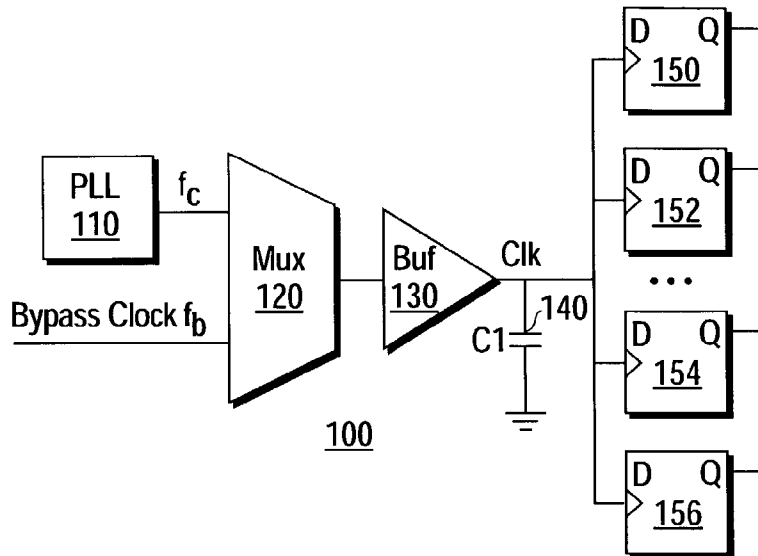 PLL
110
f_c
Bypass Clock f_b
Mux
120
Buf
130
Clk
140
C1
100
D Q
150
D Q
152
•••
D Q
154
D Q
156